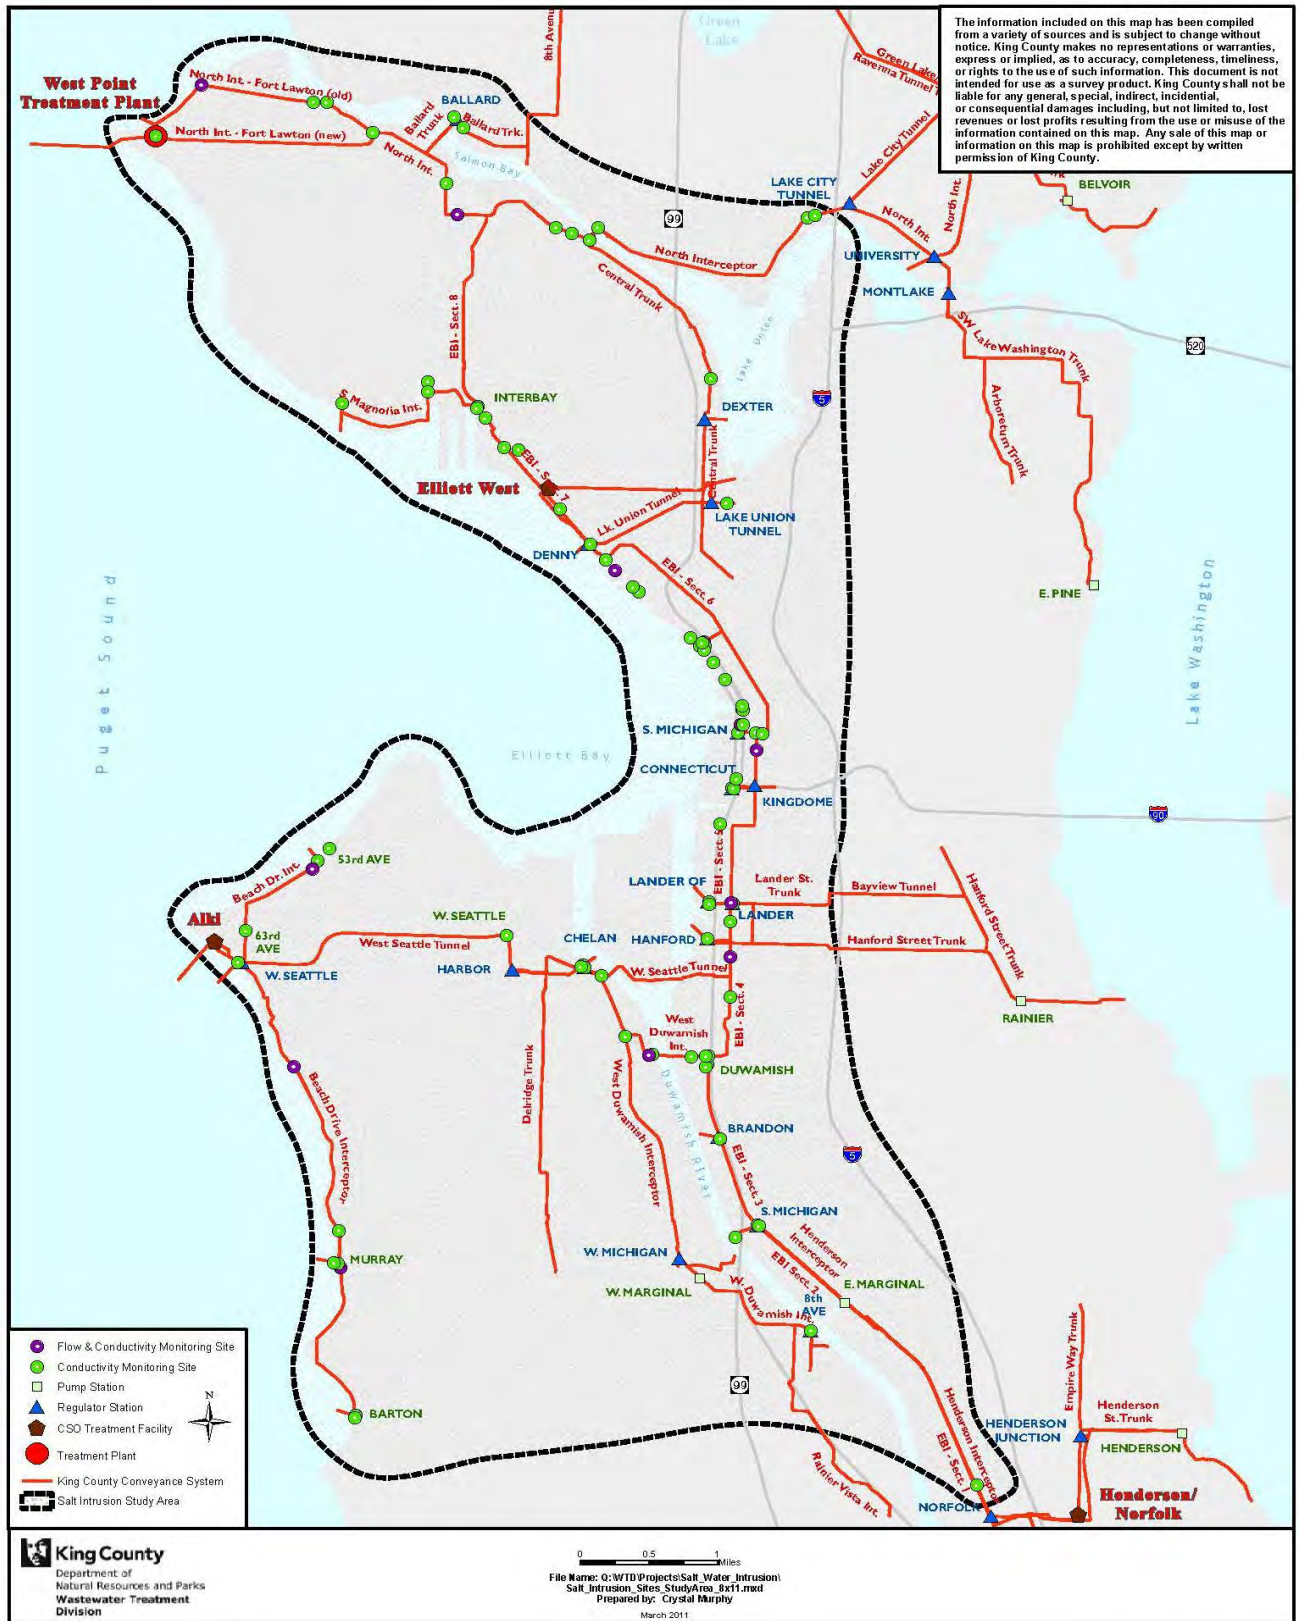 The information included on this map has been compiled
from a variety of sources and is subject to change without
notice. King County makes no representations or warranties,
express or implied, as to accuracy, completeness, timeliness,
or rights to the use of such information. This document is not
intended for use as a survey product. King County shall not be
liable for any general, special, indirect, incidental,
or consequential damages including, but not limited to, lost
revenues or lost profits resulting from the use or misuse of the
information contained on this map. Any sale of this map or
information on this map is prohibited except by written
permission of King County.
Green
Lake
8th Avenu
Green Lake
Ravenna Tunnel
West Point
Treatment Plant
North Int. - Fort Lawton (old)
North Int. - Fort Lawton (new)
BALLARD
Ballard
Trunk
Ballard Trk.
North Int.
Salmon Bay
Lake City Tunnel
LAKE CITY
TUNNEL
BELVOIR
99
North Int.
North Int.
North Interceptor
UNIVERSITY
MONTLAKE
Central Trunk
EBI - Sect. 8
Lake Union
SW Lake Washington Trunk
520
5
S. Magnolia Int.
INTERBAY
DEXTER
Arboretum Trunk
Central Trunk
EBI - Sect. 7
Elliott West
Lk. Union Tunnel
LAKE UNION
TUNNEL
DENNY
EBI - Sect. 6
E. PINE
Puget Sound
Lake Washington
Elliott Bay
S. MICHIGAN
CONNECTICUT
KINGDOME
90
53rd AVE
Beach Dr. Int.
EBI - Sect. 5
LANDER OF
Lander St.
Trunk
Bayview Tunnel
Hanford Street Trunk
LANDER
Alki
63rd
AVE
W. SEATTLE
West Seattle Tunnel
CHELAN
HANFORD
Hanford Street Trunk
W. SEATTLE
HARBOR
W. Seattle Tunnel
EBI - Sect. 4
RAINIER
West
Duwamish
Int.
DUWAMISH
Delridge Trunk
West Duwamish Interceptor
Duwamish River
Beach Drive Interceptor
BRANDON
EBI - Sect. 3
5
S. MICHIGAN
Henderson
Interceptor
EBI Sect. 2
MURRAY
W. MICHIGAN
W. MARGINAL
W. Duwamish Int.
E. MARGINAL
8th
AVE
Empire Way Trunk
99
BARTON
Henderson Interceptor
EBI - Sect. 1
HENDERSON
JUNCTION
Henderson
St. Trunk
HENDERSON
Rainier Vista Int.
NORFOLK
Henderson/
Norfolk
Flow & Conductivity Monitoring Site
Conductivity Monitoring Site
Pump Station
Regulator Station
CSO Treatment Facility
Treatment Plant
King County Conveyance System
Salt Intrusion Study Area
N
King County
Department of
Natural Resources and Parks
Wastewater Treatment
Division
0 0.5 1
Miles
File Name: Q:\WTD\Projects\Salt_Water_Intrusion\
Salt_Intrusion_Sites_StudyArea_8x11.mxd
Prepared by: Crystal Murphy
March 2011